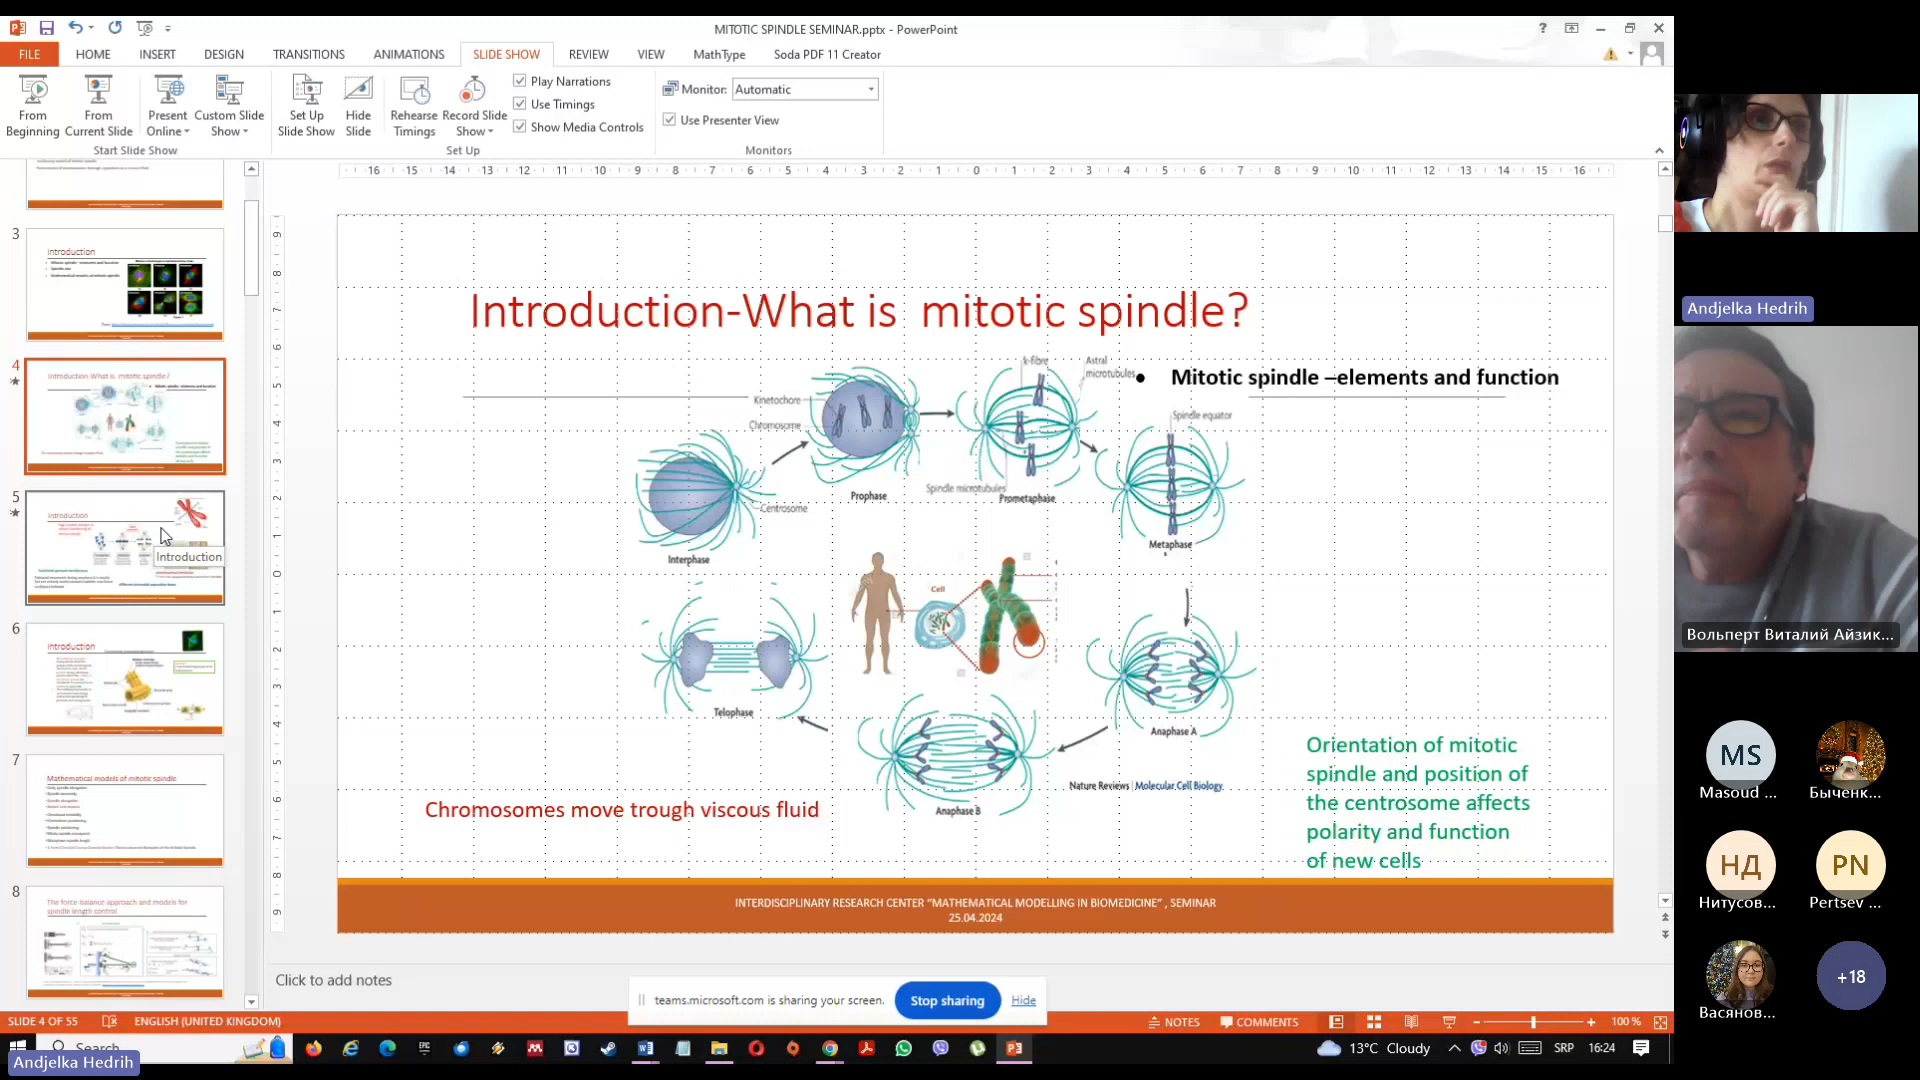 MITOTIC SPINDLE SEMINAR.pptx - PowerPoint
FILE
HOME
INSERT
DESIGN
TRANSITIONS
ANIMATIONS
SLIDE SHOW
REVIEW
VIEW
MathType
Soda PDF 11 Creator
From Beginning
From Current Slide
Present Online
Custom Slide Show
Set Up Slide Show
Hide Slide
Rehearse Timings
Record Slide Show
Play Narrations
Use Timings
Show Media Controls
Monitor: Automatic
Use Presenter View
Start Slide Show
Set Up
Monitors
3
Introduction
4
Introduction-What is mitotic spindle?
5
Introduction
Introduction
6
Introduction
7
Mathematical models of mitotic spindle
8
The force-balance approach and models for
spindle length control
Introduction-What is mitotic spindle?
• Mitotic spindle –elements and function
k-fibre
Astral
microtubules
Kinetochore
Chromosome
Spindle equator
Spindle microtubules
Prophase
Prometaphase
Centrosome
Interphase
Metaphase
Cell
Telophase
Anaphase A
Anaphase B
Nature Reviews | Molecular Cell Biology
Chromosomes move trough viscous fluid
Orientation of mitotic
spindle and position of
the centrosome affects
polarity and function
of new cells
INTERDISCIPLINARY RESEARCH CENTER “MATHEMATICAL MODELLING IN BIOMEDICINE” , SEMINAR
25.04.2024
Click to add notes
teams.microsoft.com is sharing your screen.
Stop sharing
Hide
SLIDE 4 OF 55
ENGLISH (UNITED KINGDOM)
NOTES
COMMENTS
100 %
Search
Andjelka Hedrih
13°C Cloudy
SRP
16:24
Andjelka Hedrih
Вольперт Виталий Айзик...
MS
Masoud ...
Быченк...
НД
Нитусов...
PN
Pertsev ...
Васянов...
+18